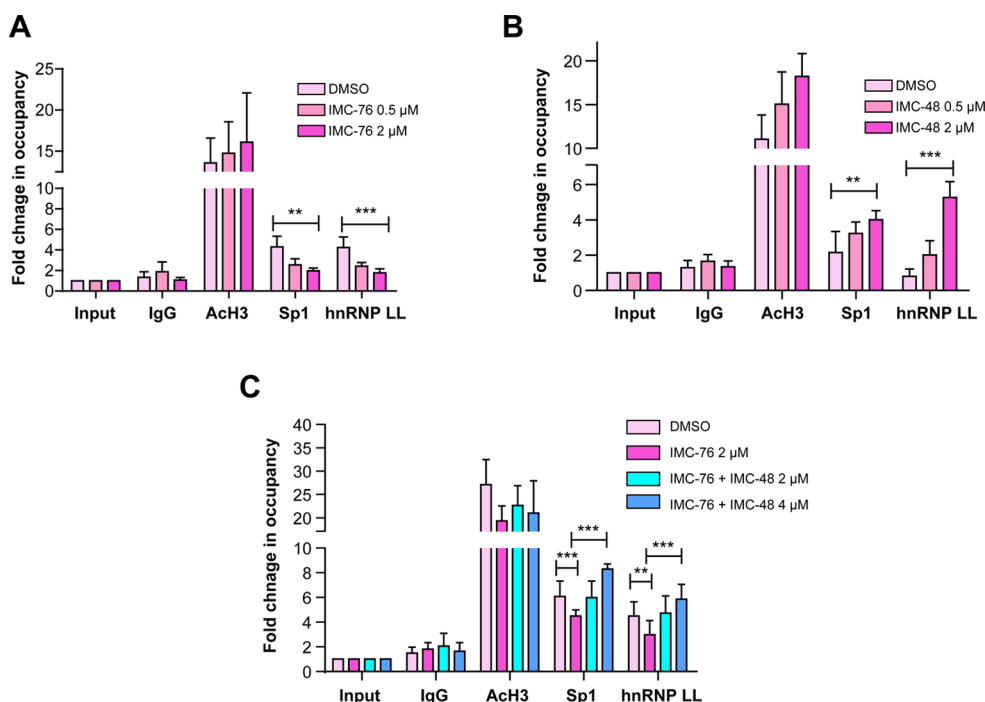 A
Fold chnage in occupancy
25
15
10
8
6
4
2
0
DMSO
IMC-76 0.5 µM
IMC-76 2 µM
**
***
Input IgG AcH3 Sp1 hnRNP LL
B
Fold chnage in occupancy
20
15
10
6
4
2
0
DMSO
IMC-48 0.5 µM
IMC-48 2 µM
**
***
Input IgG AcH3 Sp1 hnRNP LL
C
Fold chnage in occupancy
40
35
30
25
20
10
8
6
4
2
0
DMSO
IMC-76 2 µM
IMC-76 + IMC-48 2 µM
IMC-76 + IMC-48 4 µM
***
***
**
***
Input IgG AcH3 Sp1 hnRNP LL